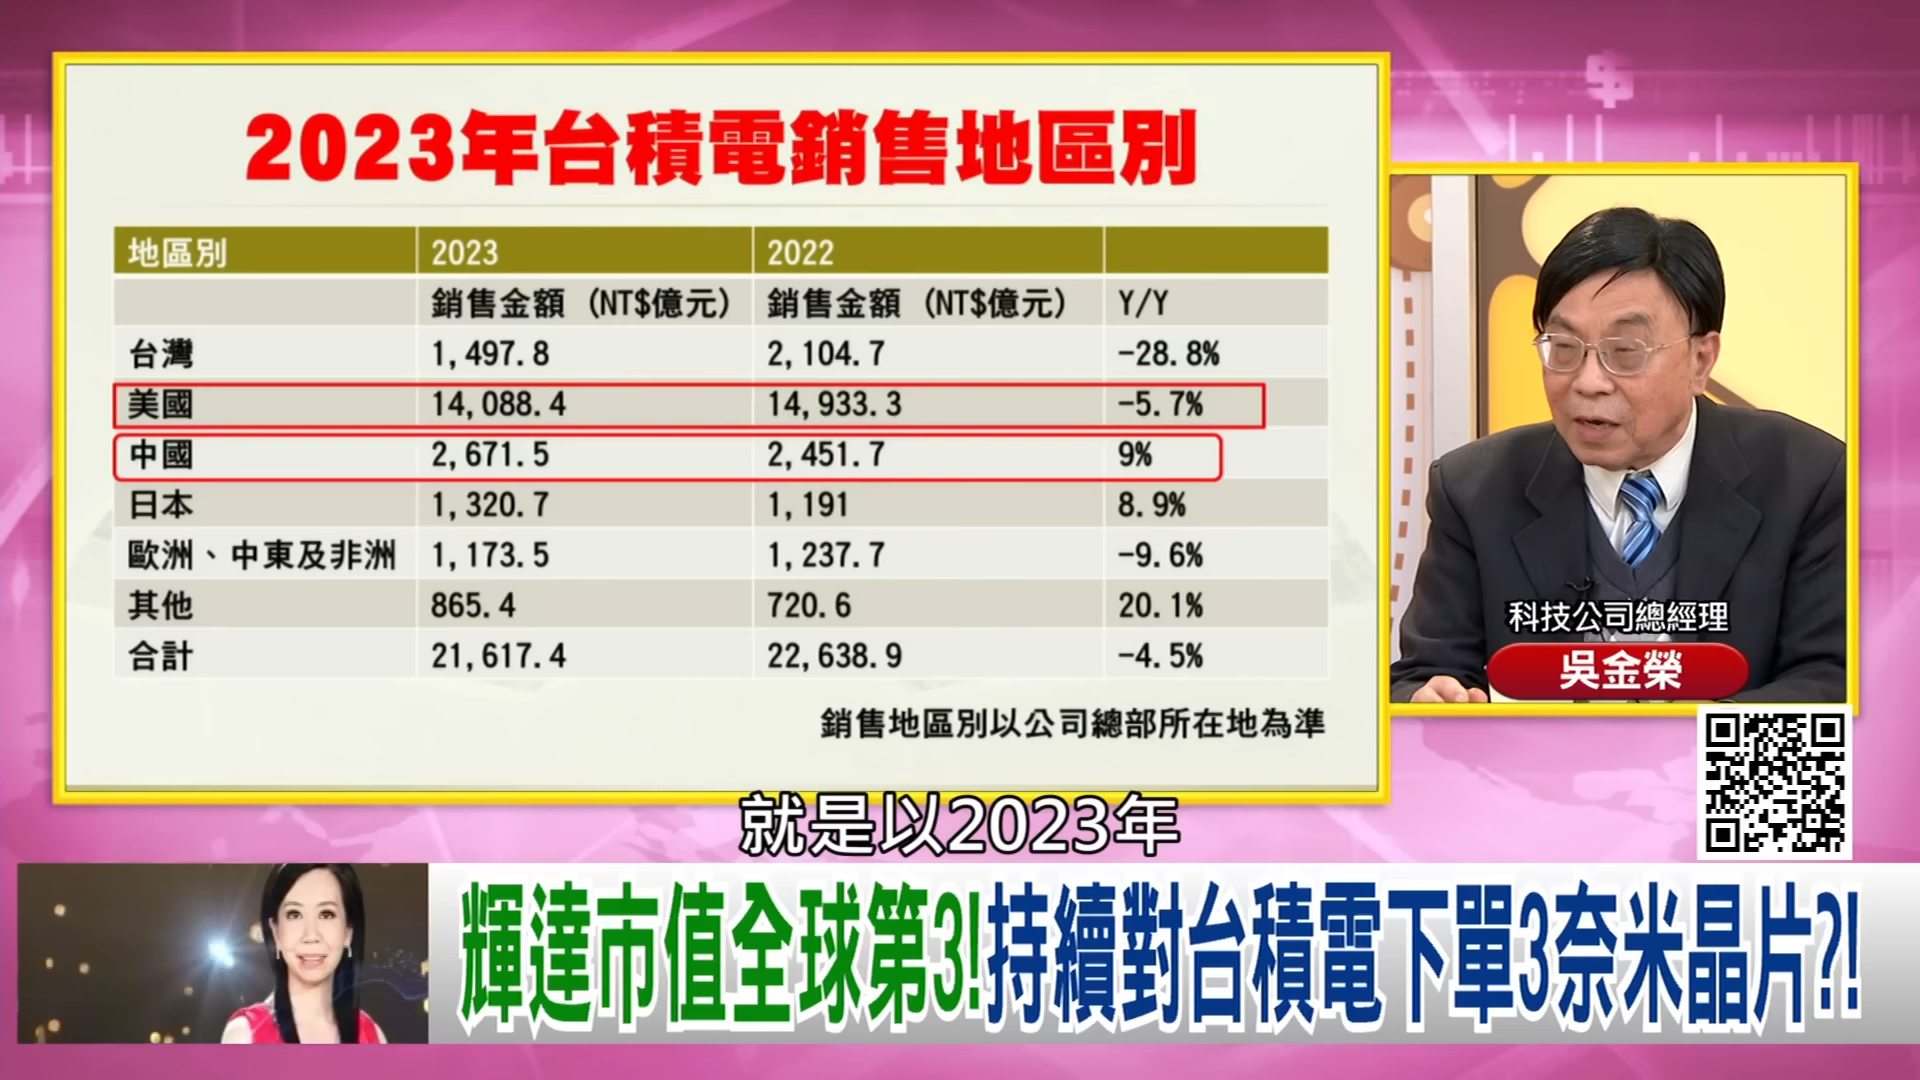 2023年台積電銷售地區別
地區別 2023 2022
銷售金額 (NT$億元) 銷售金額 (NT$億元) Y/Y
台灣 1,497.8 2,104.7 -28.8%
美國 14,088.4 14,933.3 -5.7%
中國 2,671.5 2,451.7 9%
日本 1,320.7 1,191 8.9%
歐洲、中東及非洲 1,173.5 1,237.7 -9.6%
其他 865.4 720.6 20.1%
合計 21,617.4 22,638.9 -4.5%
銷售地區別以公司總部所在地為準
科技公司總經理
吳金榮
就是以2023年
輝達市值全球第3!持續對台積電下單3奈米晶片?!